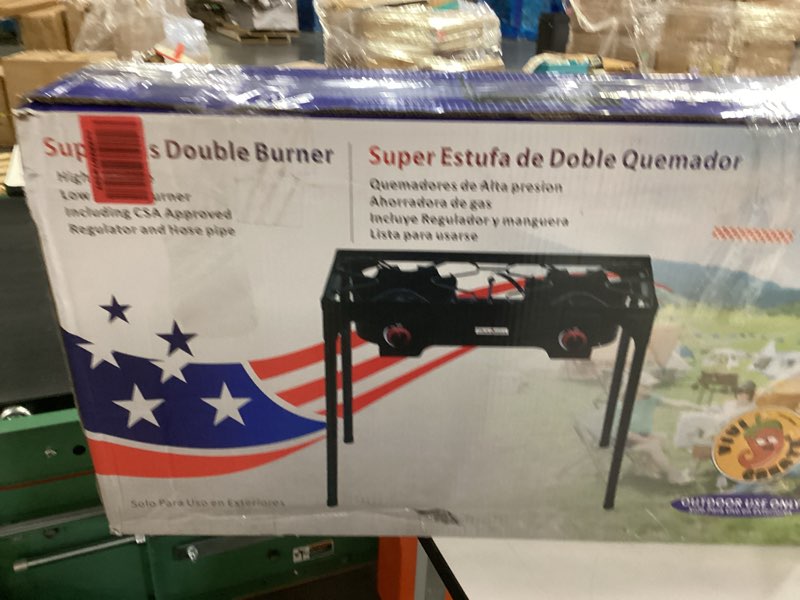 Sup s Double Burner
High
Low urner
Including CSA Approved
Regulator and Hose pipe
Super Estufa de Doble Quemador
Quemadores de Alta presion
Ahorradora de gas
Incluye Regulador y manguera
Lista para usarse
Solo Para Uso en Exteriores
OUTDOOR USE ONLY